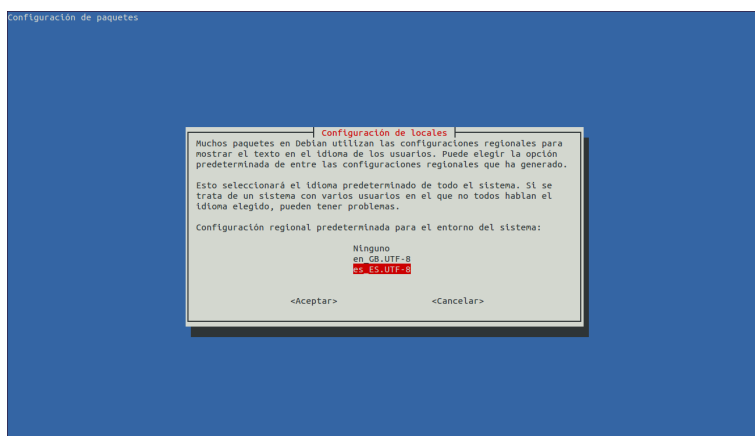 Configuración de paquetes
Configuración de locales
Muchos paquetes en Debian utilizan las configuraciones regionales para
mostrar el texto en el idioma de los usuarios. Puede elegir la opción
predeterminada de entre las configuraciones regionales que ha generado.
Esto seleccionará el idioma predeterminado de todo el sistema. Si se
trata de un sistema con varios usuarios en el que no todos hablan el
idioma elegido, pueden tener problemas.
Configuración regional predeterminada para el entorno del sistema:
Ninguno
en_GB.UTF-8
es_ES.UTF-8
<Aceptar> <Cancelar>